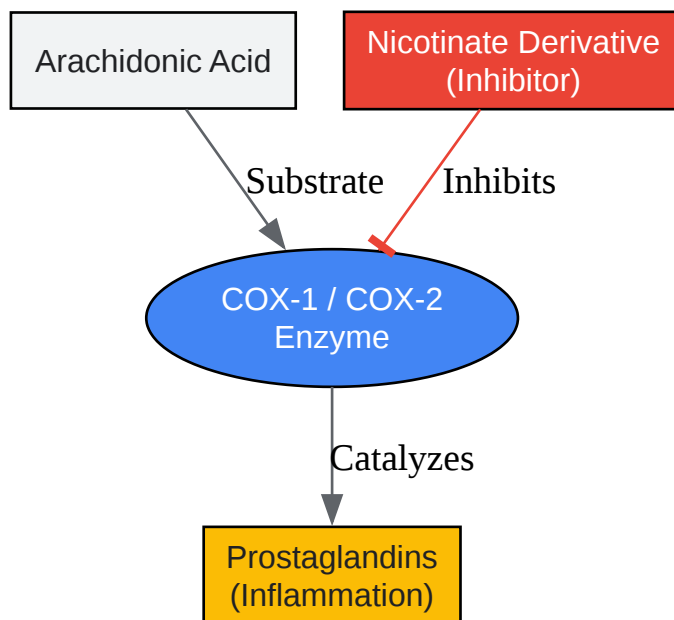 Arachidonic Acid
Nicotinate Derivative
(Inhibitor)
Substrate
Inhibits
COX-1 / COX-2
Enzyme
Catalyzes
Prostaglandins
(Inflammation)